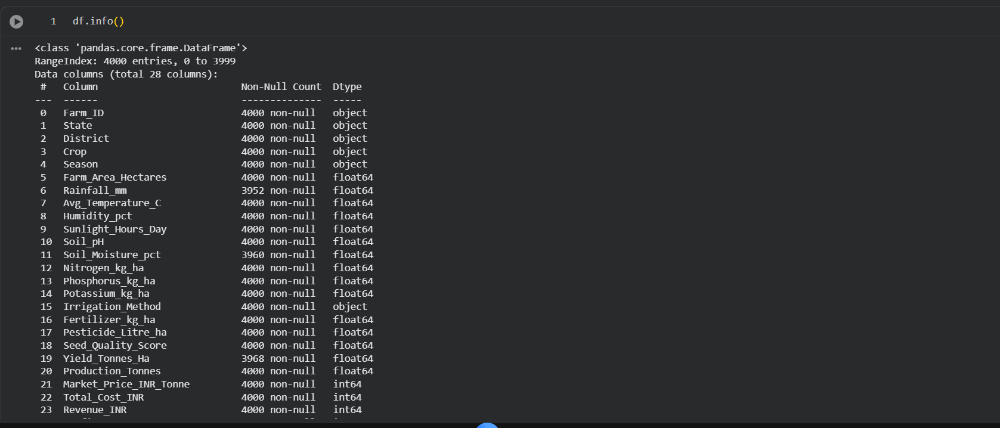 1 df.info()
<class 'pandas.core.frame.DataFrame'>
RangeIndex: 4000 entries, 0 to 3999
Data columns (total 28 columns):
 #   Column                         Non-Null Count  Dtype
---  ------                         --------------  -----
 0   Farm_ID                        4000 non-null   object
 1   State                          4000 non-null   object
 2   District                       4000 non-null   object
 3   Crop                           4000 non-null   object
 4   Season                         4000 non-null   object
 5   Farm_Area_Hectares             4000 non-null   float64
 6   Rainfall_mm                    3952 non-null   float64
 7   Avg_Temperature_C              4000 non-null   float64
 8   Humidity_pct                   4000 non-null   float64
 9   Sunlight_Hours_Day             4000 non-null   float64
 10  Soil_pH                        4000 non-null   float64
 11  Soil_Moisture_pct              3960 non-null   float64
 12  Nitrogen_kg_ha                 4000 non-null   float64
 13  Phosphorus_kg_ha               4000 non-null   float64
 14  Potassium_kg_ha                4000 non-null   float64
 15  Irrigation_Method              4000 non-null   object
 16  Fertilizer_kg_ha               4000 non-null   float64
 17  Pesticide_Litre_ha             4000 non-null   float64
 18  Seed_Quality_Score             4000 non-null   float64
 19  Yield_Tonnes_Ha                3968 non-null   float64
 20  Production_Tonnes              4000 non-null   float64
 21  Market_Price_INR_Tonne         4000 non-null   int64
 22  Total_Cost_INR                 4000 non-null   int64
 23  Revenue_INR                    4000 non-null   int64